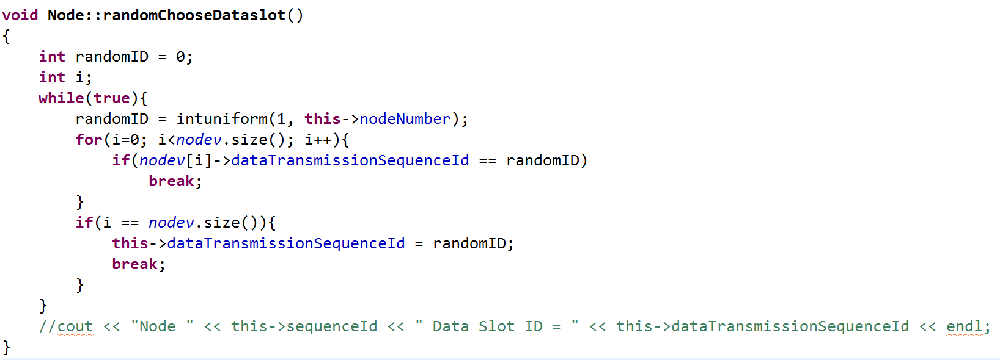 void Node::randomChooseDataslot()
{
    int randomID = 0;
    int i;
    while(true){
        randomID = intuniform(1, this->nodeNumber);
        for(i=0; i<nodev.size(); i++){
            if(nodev[i]->dataTransmissionSequenceId == randomID)
                break;
        }
        if(i == nodev.size()){
            this->dataTransmissionSequenceId = randomID;
            break;
        }
    }
    //cout << "Node " << this->sequenceId << " Data Slot ID = " << this->dataTransmissionSequenceId << endl;
}